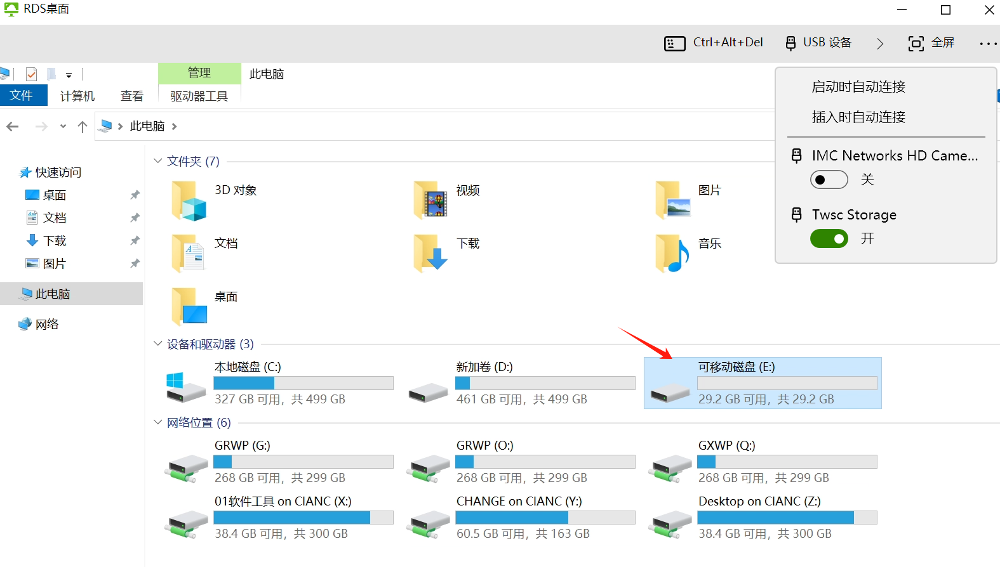 RDS桌面
Ctrl+Alt+Del
USB 设备
全屏
管理
此电脑
文件
计算机
查看
驱动器工具
此电脑
启动时自动连接
插入时自动连接
IMC Networks HD Came...
关
Twsc Storage
开
快速访问
桌面
文档
下载
图片
此电脑
网络
文件夹 (7)
3D 对象
视频
图片
文档
下载
音乐
桌面
设备和驱动器 (3)
本地磁盘 (C:)
327 GB 可用，共 499 GB
新加卷 (D:)
461 GB 可用，共 499 GB
可移动磁盘 (E:)
29.2 GB 可用，共 29.2 GB
网络位置 (6)
GRWP (G:)
268 GB 可用，共 299 GB
GRWP (O:)
268 GB 可用，共 299 GB
GXWP (Q:)
268 GB 可用，共 299 GB
01软件工具 on CIANC (X:)
38.4 GB 可用，共 300 GB
CHANGE on CIANC (Y:)
60.5 GB 可用，共 163 GB
Desktop on CIANC (Z:)
38.4 GB 可用，共 300 GB